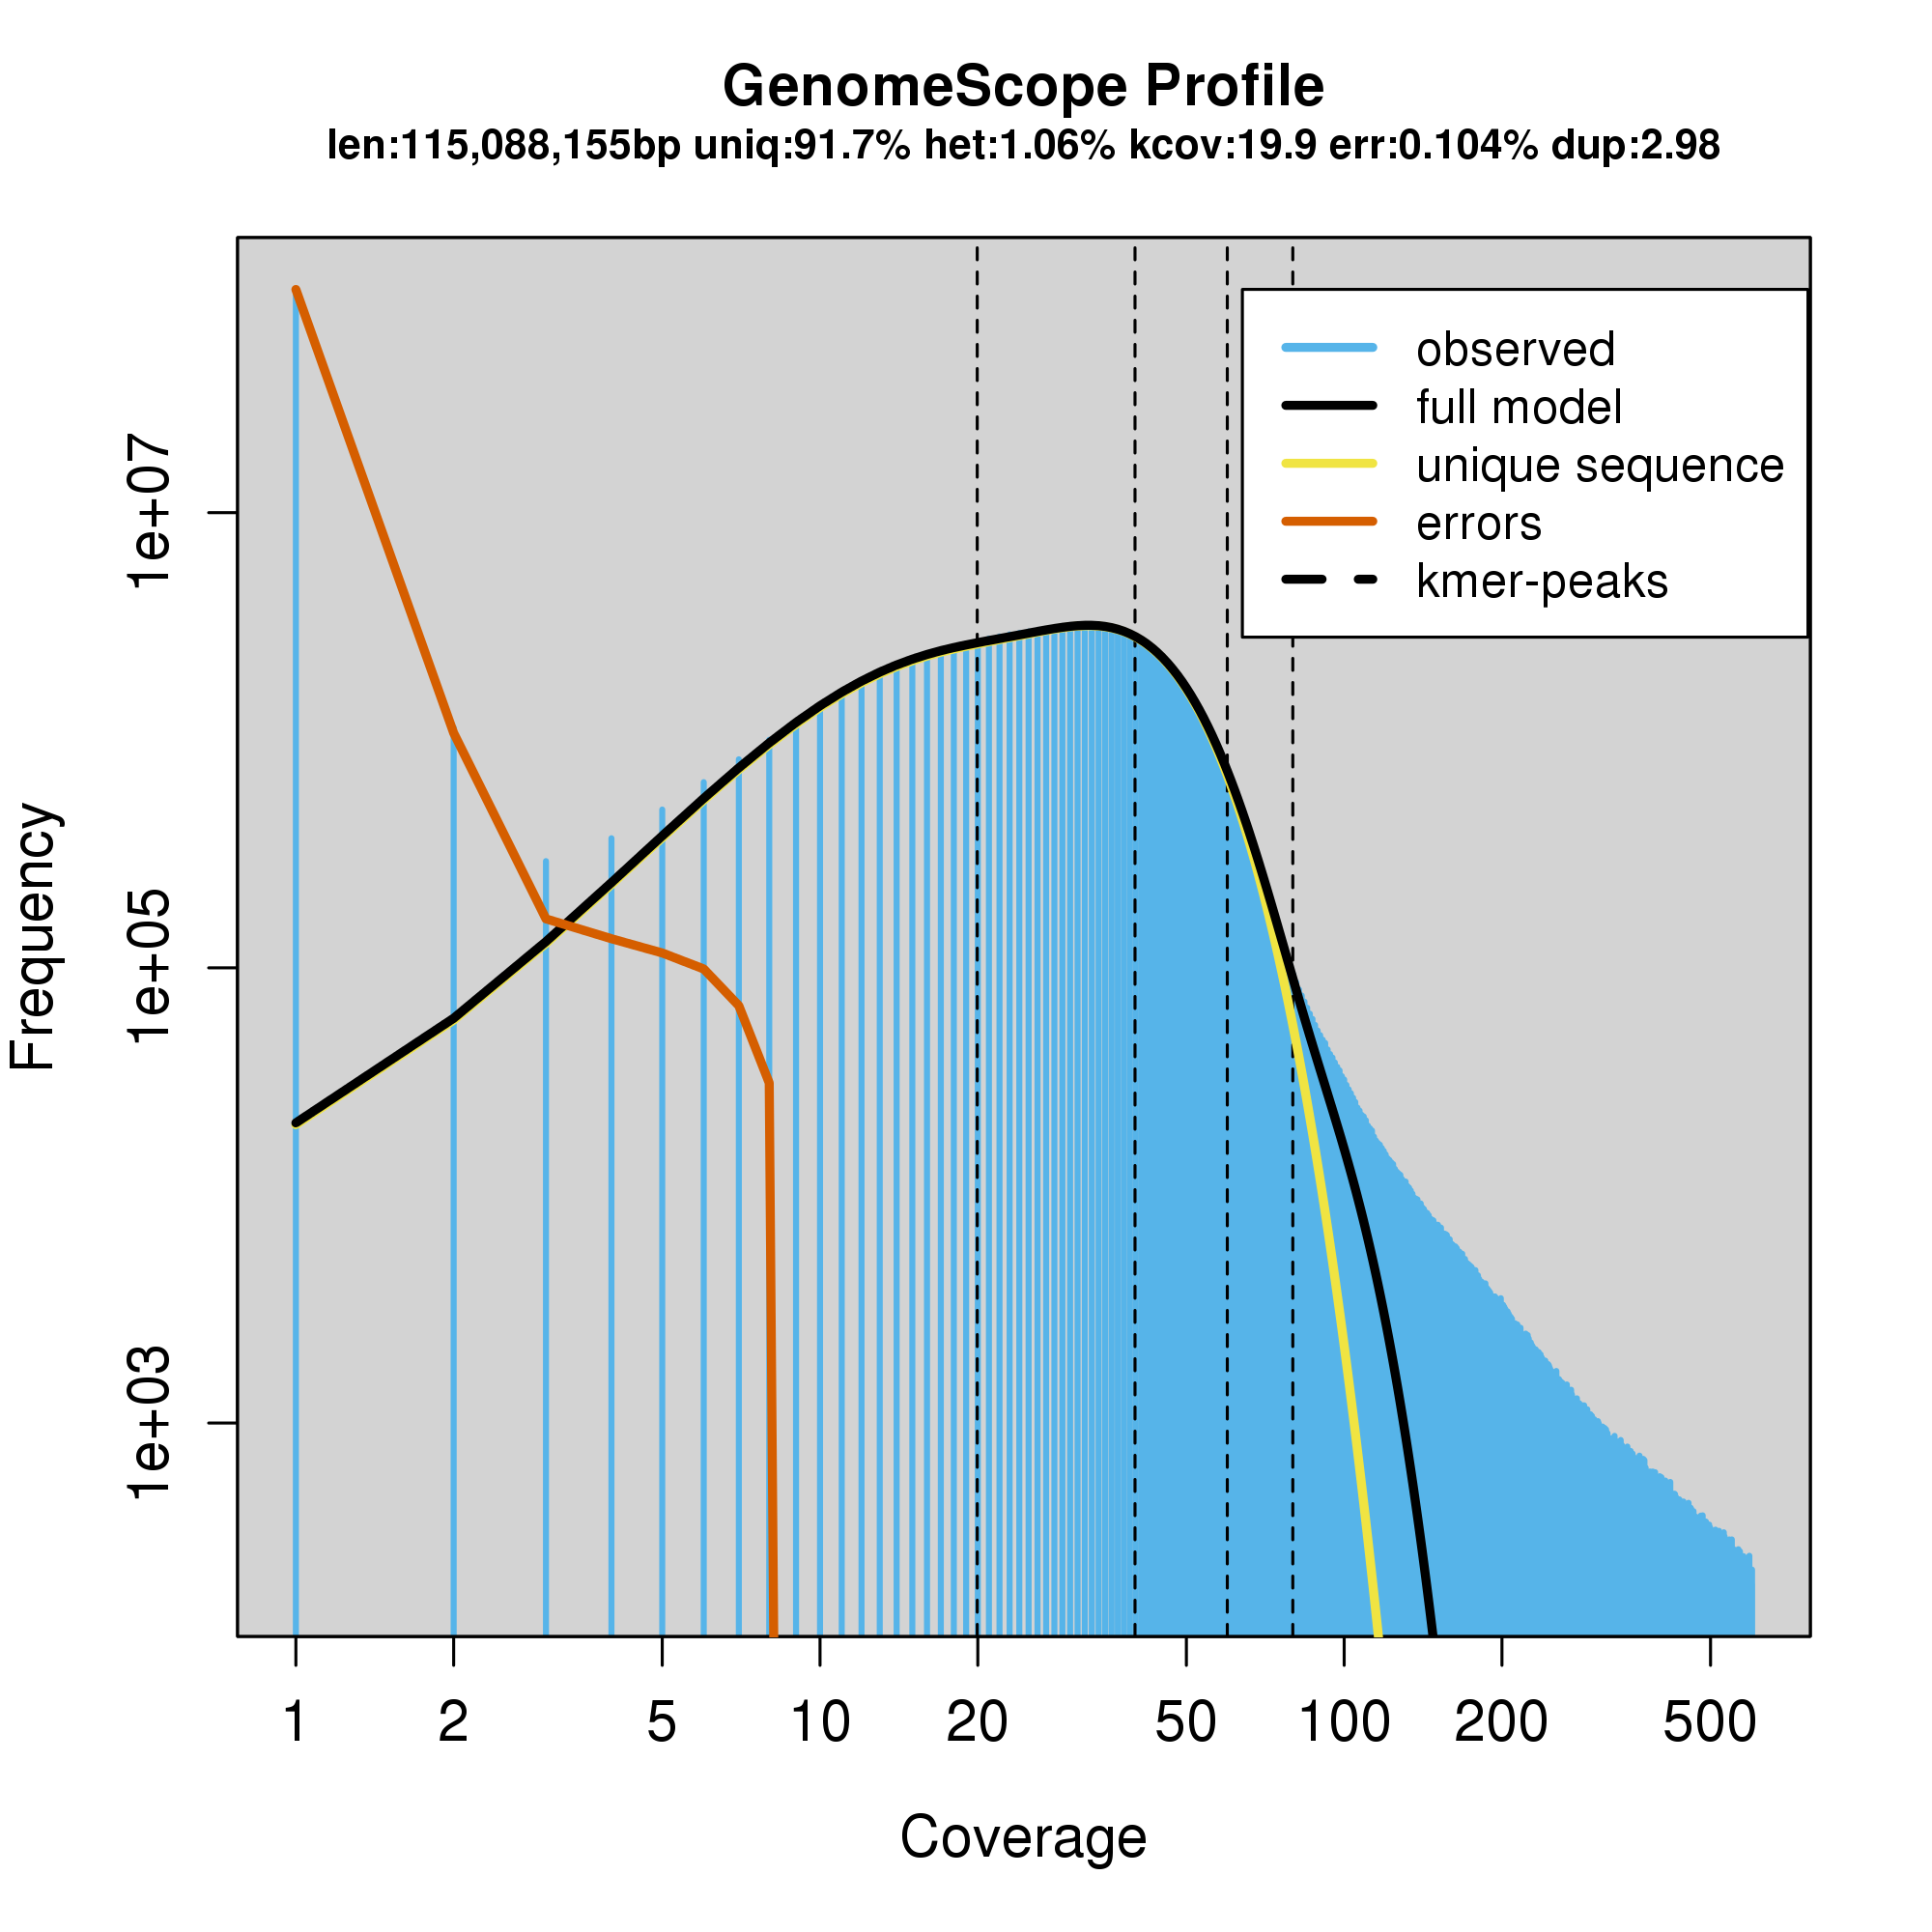 GenomeScope Profile
len:115,088,155bp uniq:91.7% het:1.06% kcov:19.9 err:0.104% dup:2.98
observed
full model
unique sequence
errors
kmer-peaks
Frequency
1e+07
1e+05
1e+03
1 2 5 10 20 50 100 200 500
Coverage